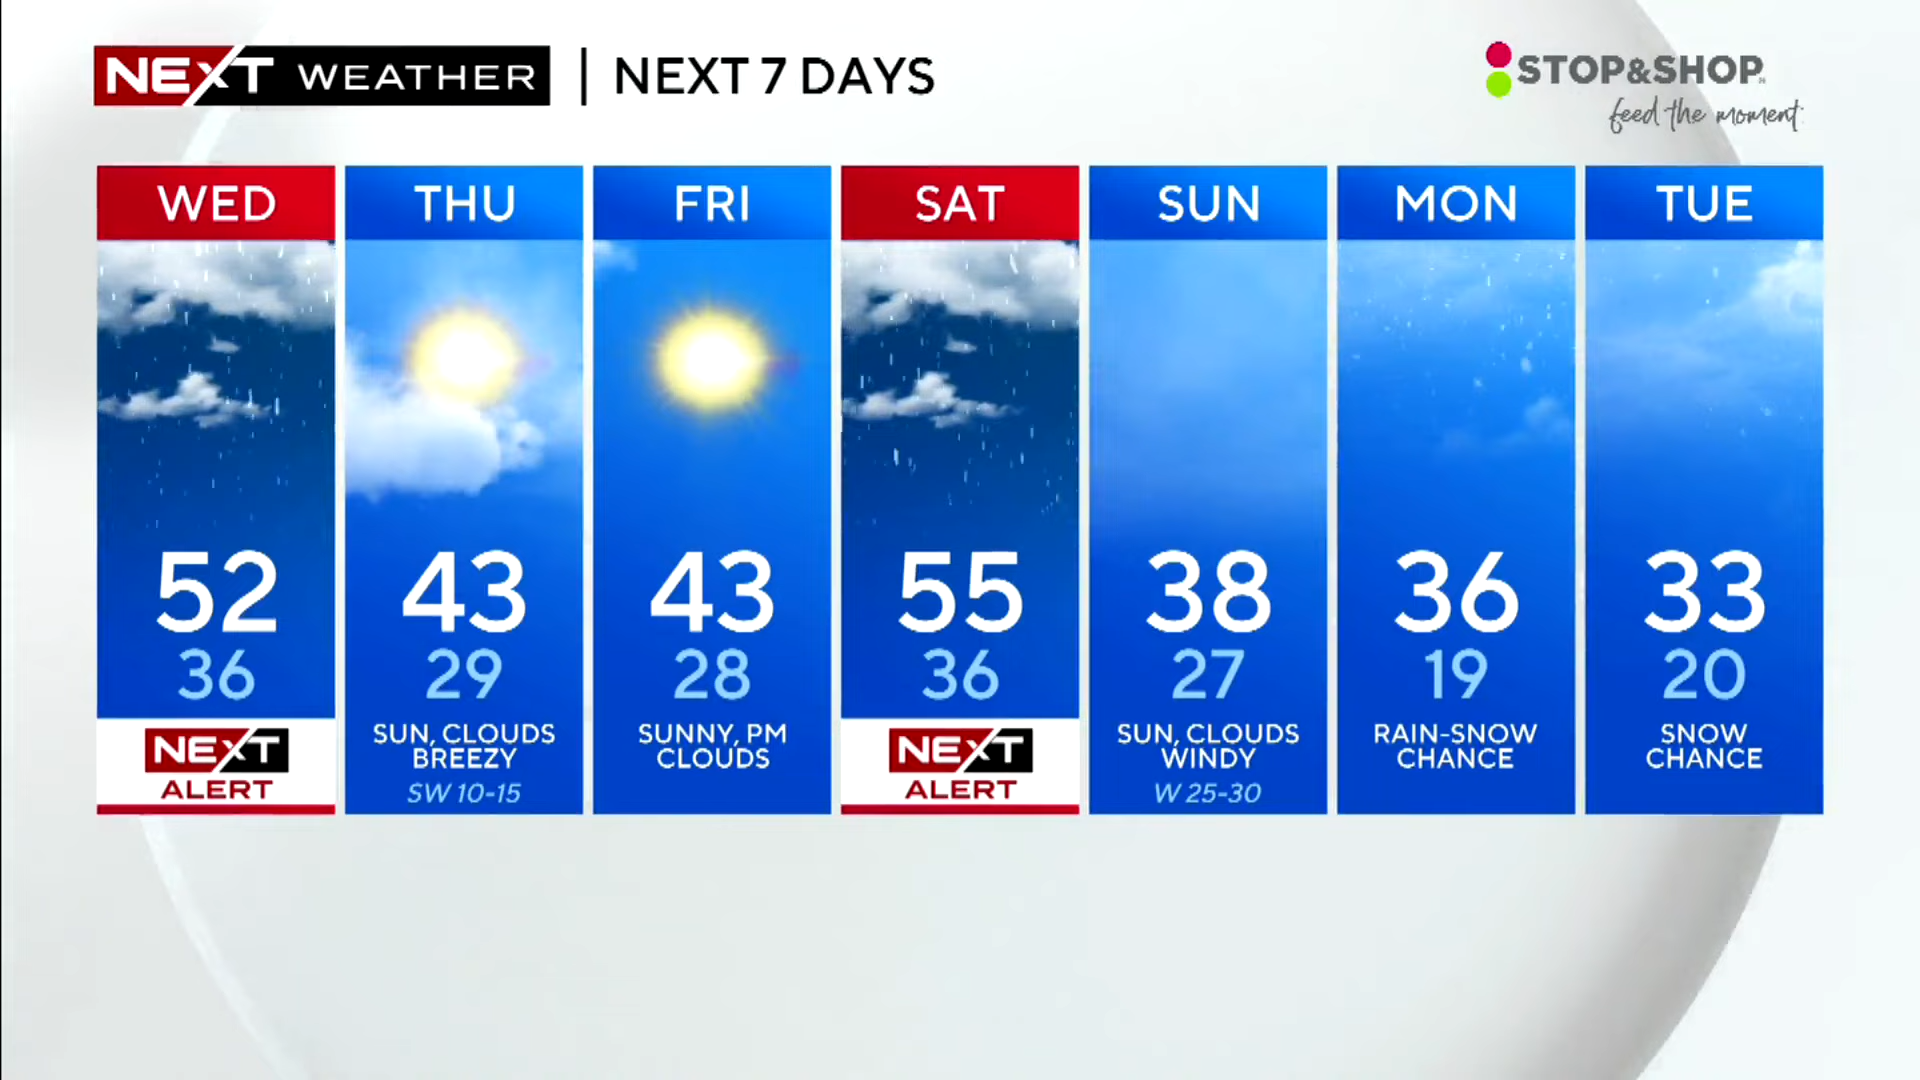 NEXT WEATHER | NEXT 7 DAYS
STOP&SHOP
feed the moment
WED
52
36
NEXT
ALERT
THU
43
29
SUN, CLOUDS
BREEZY
SW 10-15
FRI
43
28
SUNNY, PM
CLOUDS
SAT
55
36
NEXT
ALERT
SUN
38
27
SUN, CLOUDS
WINDY
W 25-30
MON
36
19
RAIN-SNOW
CHANCE
TUE
33
20
SNOW
CHANCE